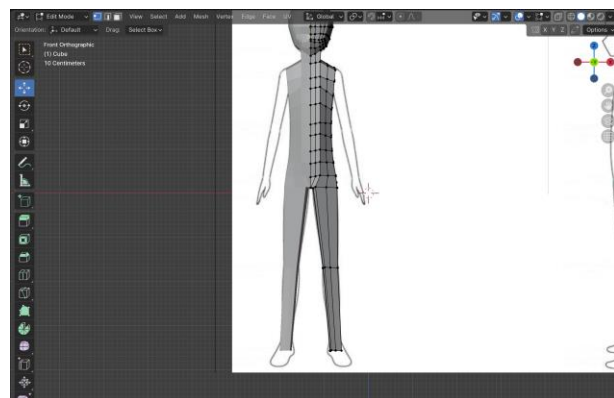 Edit Mode View Select Add Mesh Vertex Edge Face UV Global
Orientation: Default Drag: Select Box X Y Z Options
Front Orthographic
(1) Cube
10 Centimeters